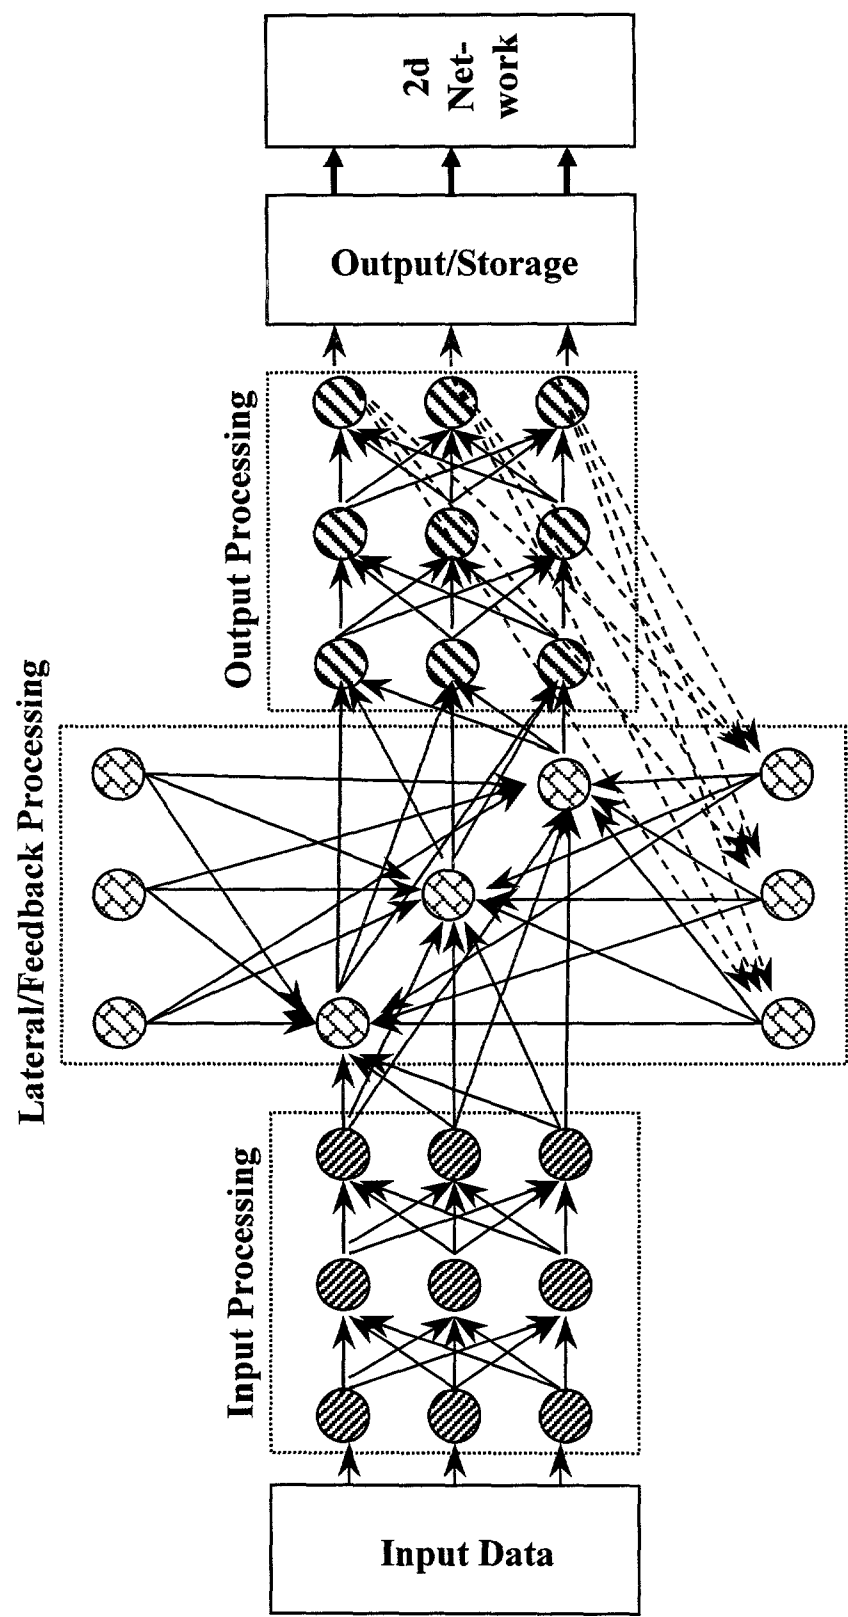 2d
Net-
work
Output/Storage
Output Processing
Lateral/Feedback Processing
Input Processing
Input Data